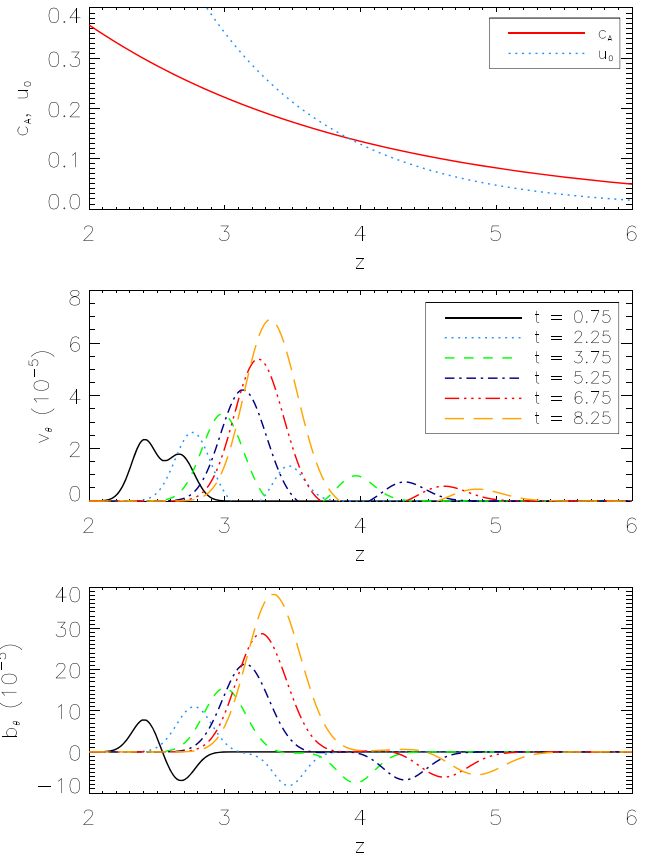 0.4
0.3
0.2
0.1
0.0
c_A, u_0
c_A
u_0
2 3 4 5 6
z
8
6
4
2
0
v_θ (10^-5)
t = 0.75
t = 2.25
t = 3.75
t = 5.25
t = 6.75
t = 8.25
2 3 4 5 6
z
40
30
20
10
0
10
b_θ (10^-5)
2 3 4 5 6
z